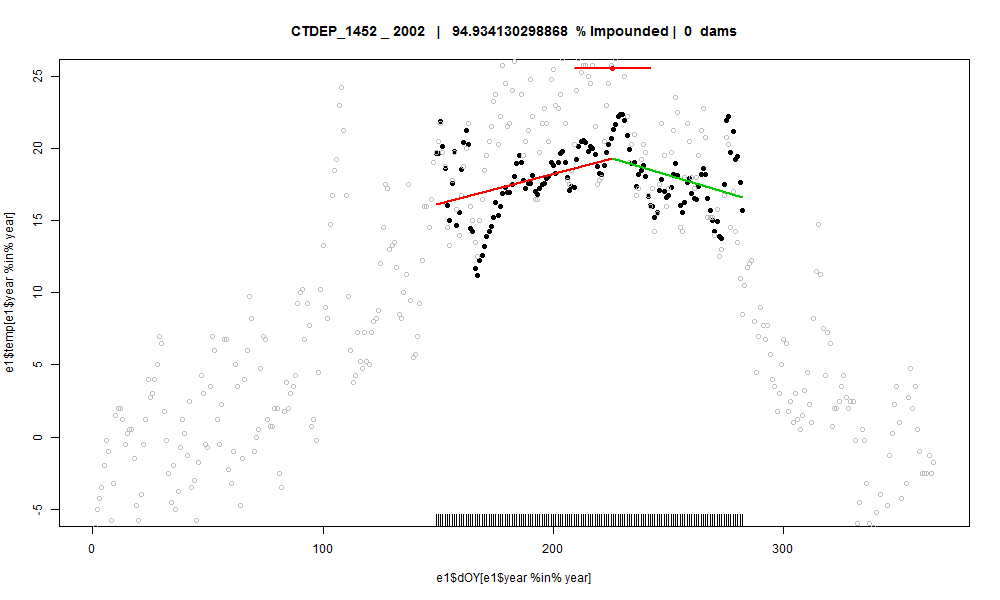 CTDEP_1452 _ 2002 | 94.934130298868 % Impounded | 0 dams
e1$temp[e1$year %in% year]
25
20
15
10
5
0
-5
0 100 200 300
e1$dOY[e1$year %in% year]